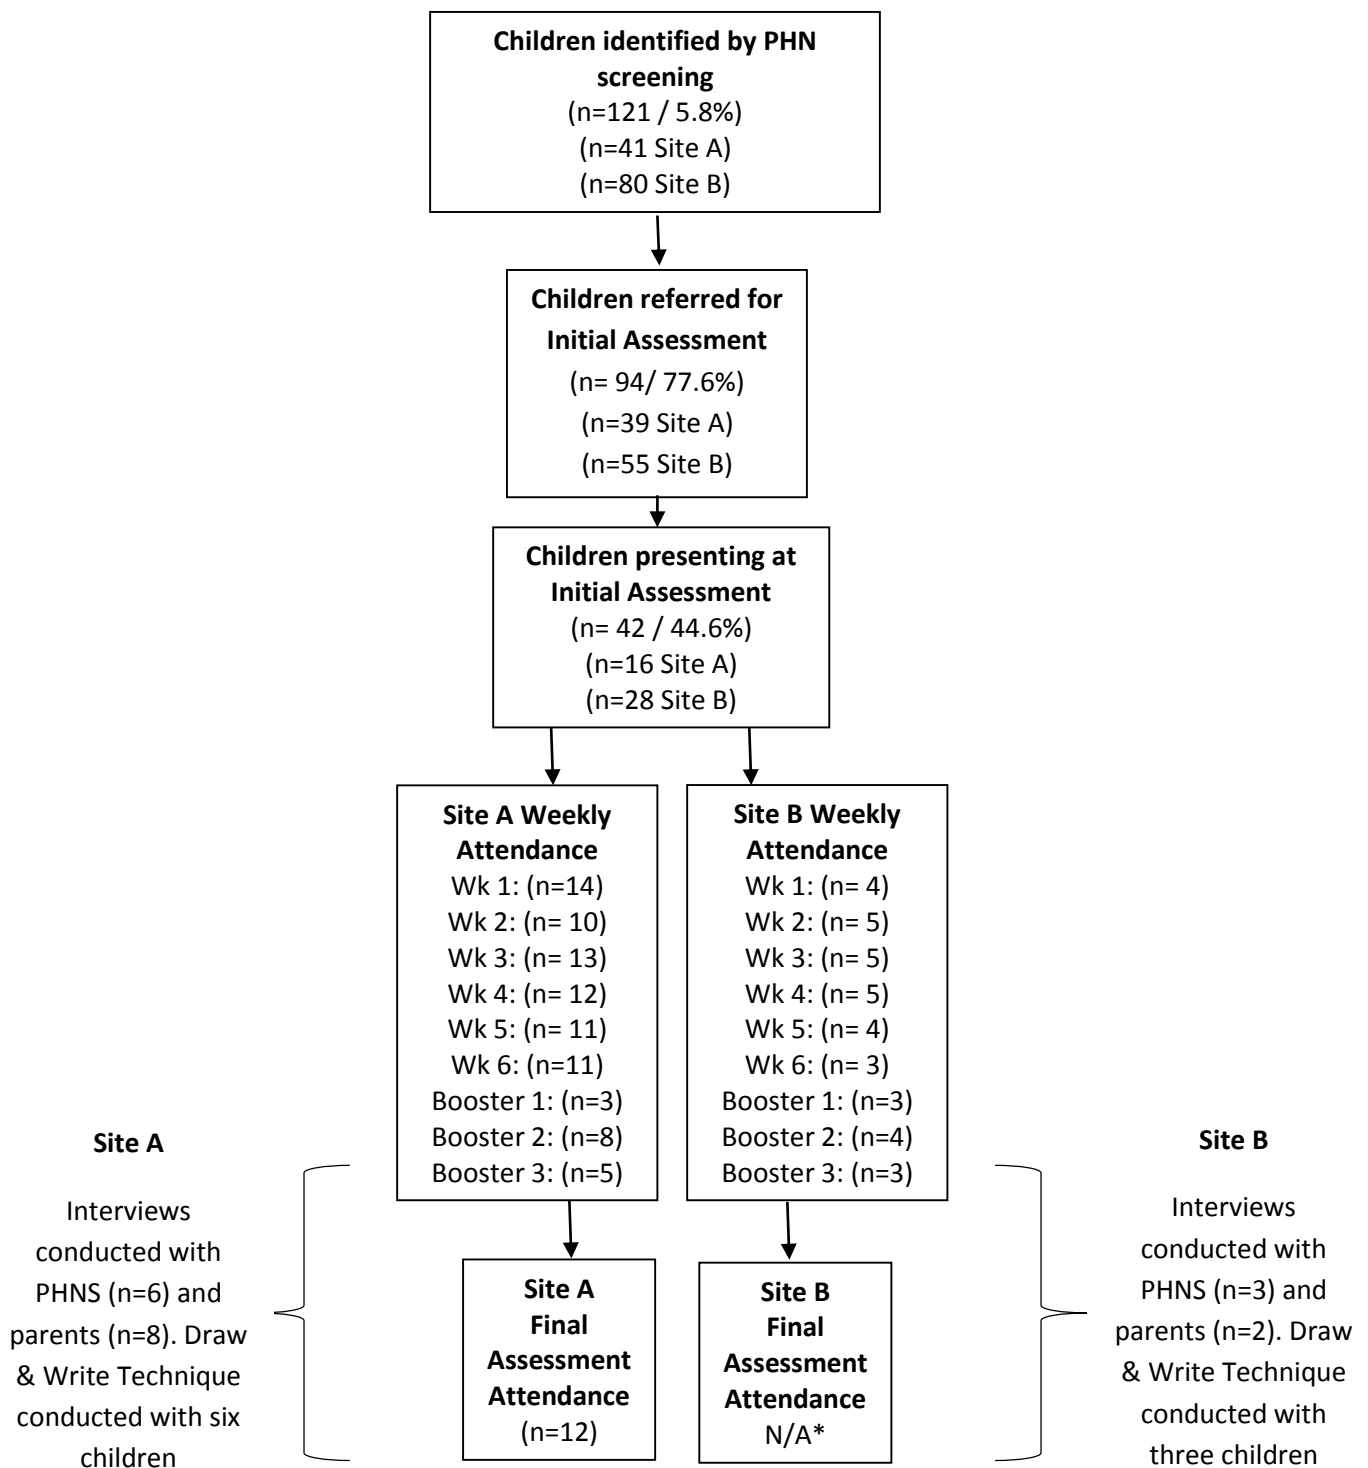 Children identified by PHN
screening
(n=121 / 5.8%)
(n=41 Site A)
(n=80 Site B)
Children referred for
Initial Assessment
(n= 94/ 77.6%)
(n=39 Site A)
(n=55 Site B)
Children presenting at
Initial Assessment
(n= 42 / 44.6%)
(n=16 Site A)
(n=28 Site B)
Site A Weekly
Attendance
Wk 1: (n=14)
Wk 2: (n= 10)
Wk 3: (n= 13)
Wk 4: (n= 12)
Wk 5: (n= 11)
Wk 6: (n=11)
Booster 1: (n=3)
Booster 2: (n=8)
Booster 3: (n=5)
Site B Weekly
Attendance
Wk 1: (n= 4)
Wk 2: (n= 5)
Wk 3: (n= 5)
Wk 4: (n= 5)
Wk 5: (n= 4)
Wk 6: (n= 3)
Booster 1: (n=3)
Booster 2: (n=4)
Booster 3: (n=3)
Site A
Interviews
conducted with
PHNS (n=6) and
parents (n=8). Draw
& Write Technique
conducted with six
children
Site A
Final
Assessment
Attendance
(n=12)
Site B
Final
Assessment
Attendance
N/A*
Site B
Interviews
conducted with
PHNS (n=3) and
parents (n=2). Draw
& Write Technique
conducted with
three children